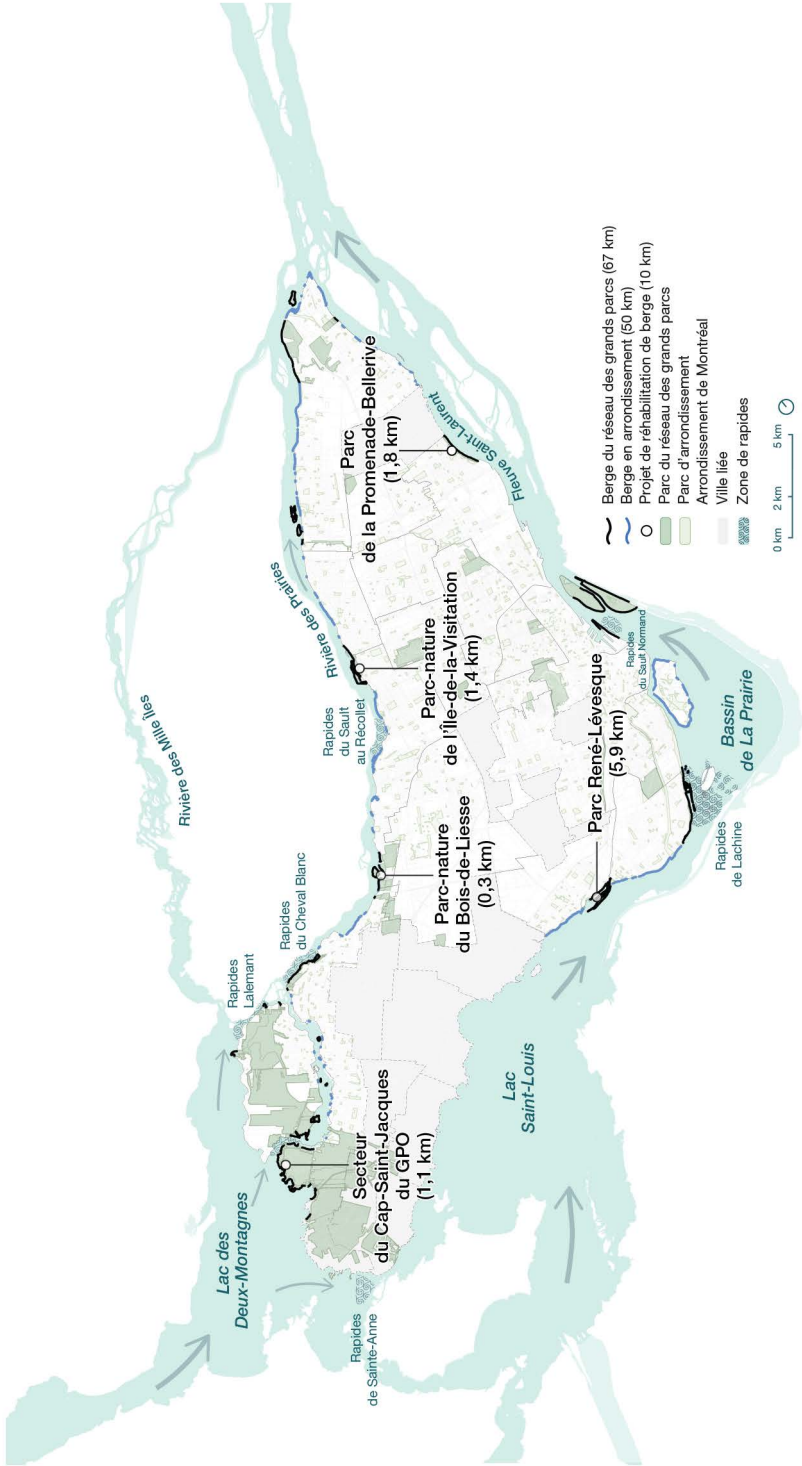 Lac des
Deux-Montagnes
Rapides
de Sainte-Anne
Secteur
du Cap-Saint-Jacques
du GPO
(1,1 km)
Rapides
Lalemant
Rapides
du Cheval Blanc
Rivière des Mille Îles
Lac
Saint-Louis
Parc-nature
du Bois-de-Liesse
(0,3 km)
Rapides
du Sault
au Récollet
Rivière des Prairies
Parc-nature
de l'Île-de-la-Visitation
(1,4 km)
Parc René-Lévesque
(5,9 km)
Rapides
de Lachine
Bassin
de La Prairie
Rapides
du Sault Normand
Parc
de la Promenade-Bellerive
(1,8 km)
Fleuve Saint-Laurent
Berge du réseau des grands parcs (67 km)
Berge en arrondissement (50 km)
Projet de réhabilitation de berge (10 km)
Parc du réseau des grands parcs
Parc d'arrondissement
Arrondissement de Montréal
Ville liée
Zone de rapides
0 km 2 km 5 km